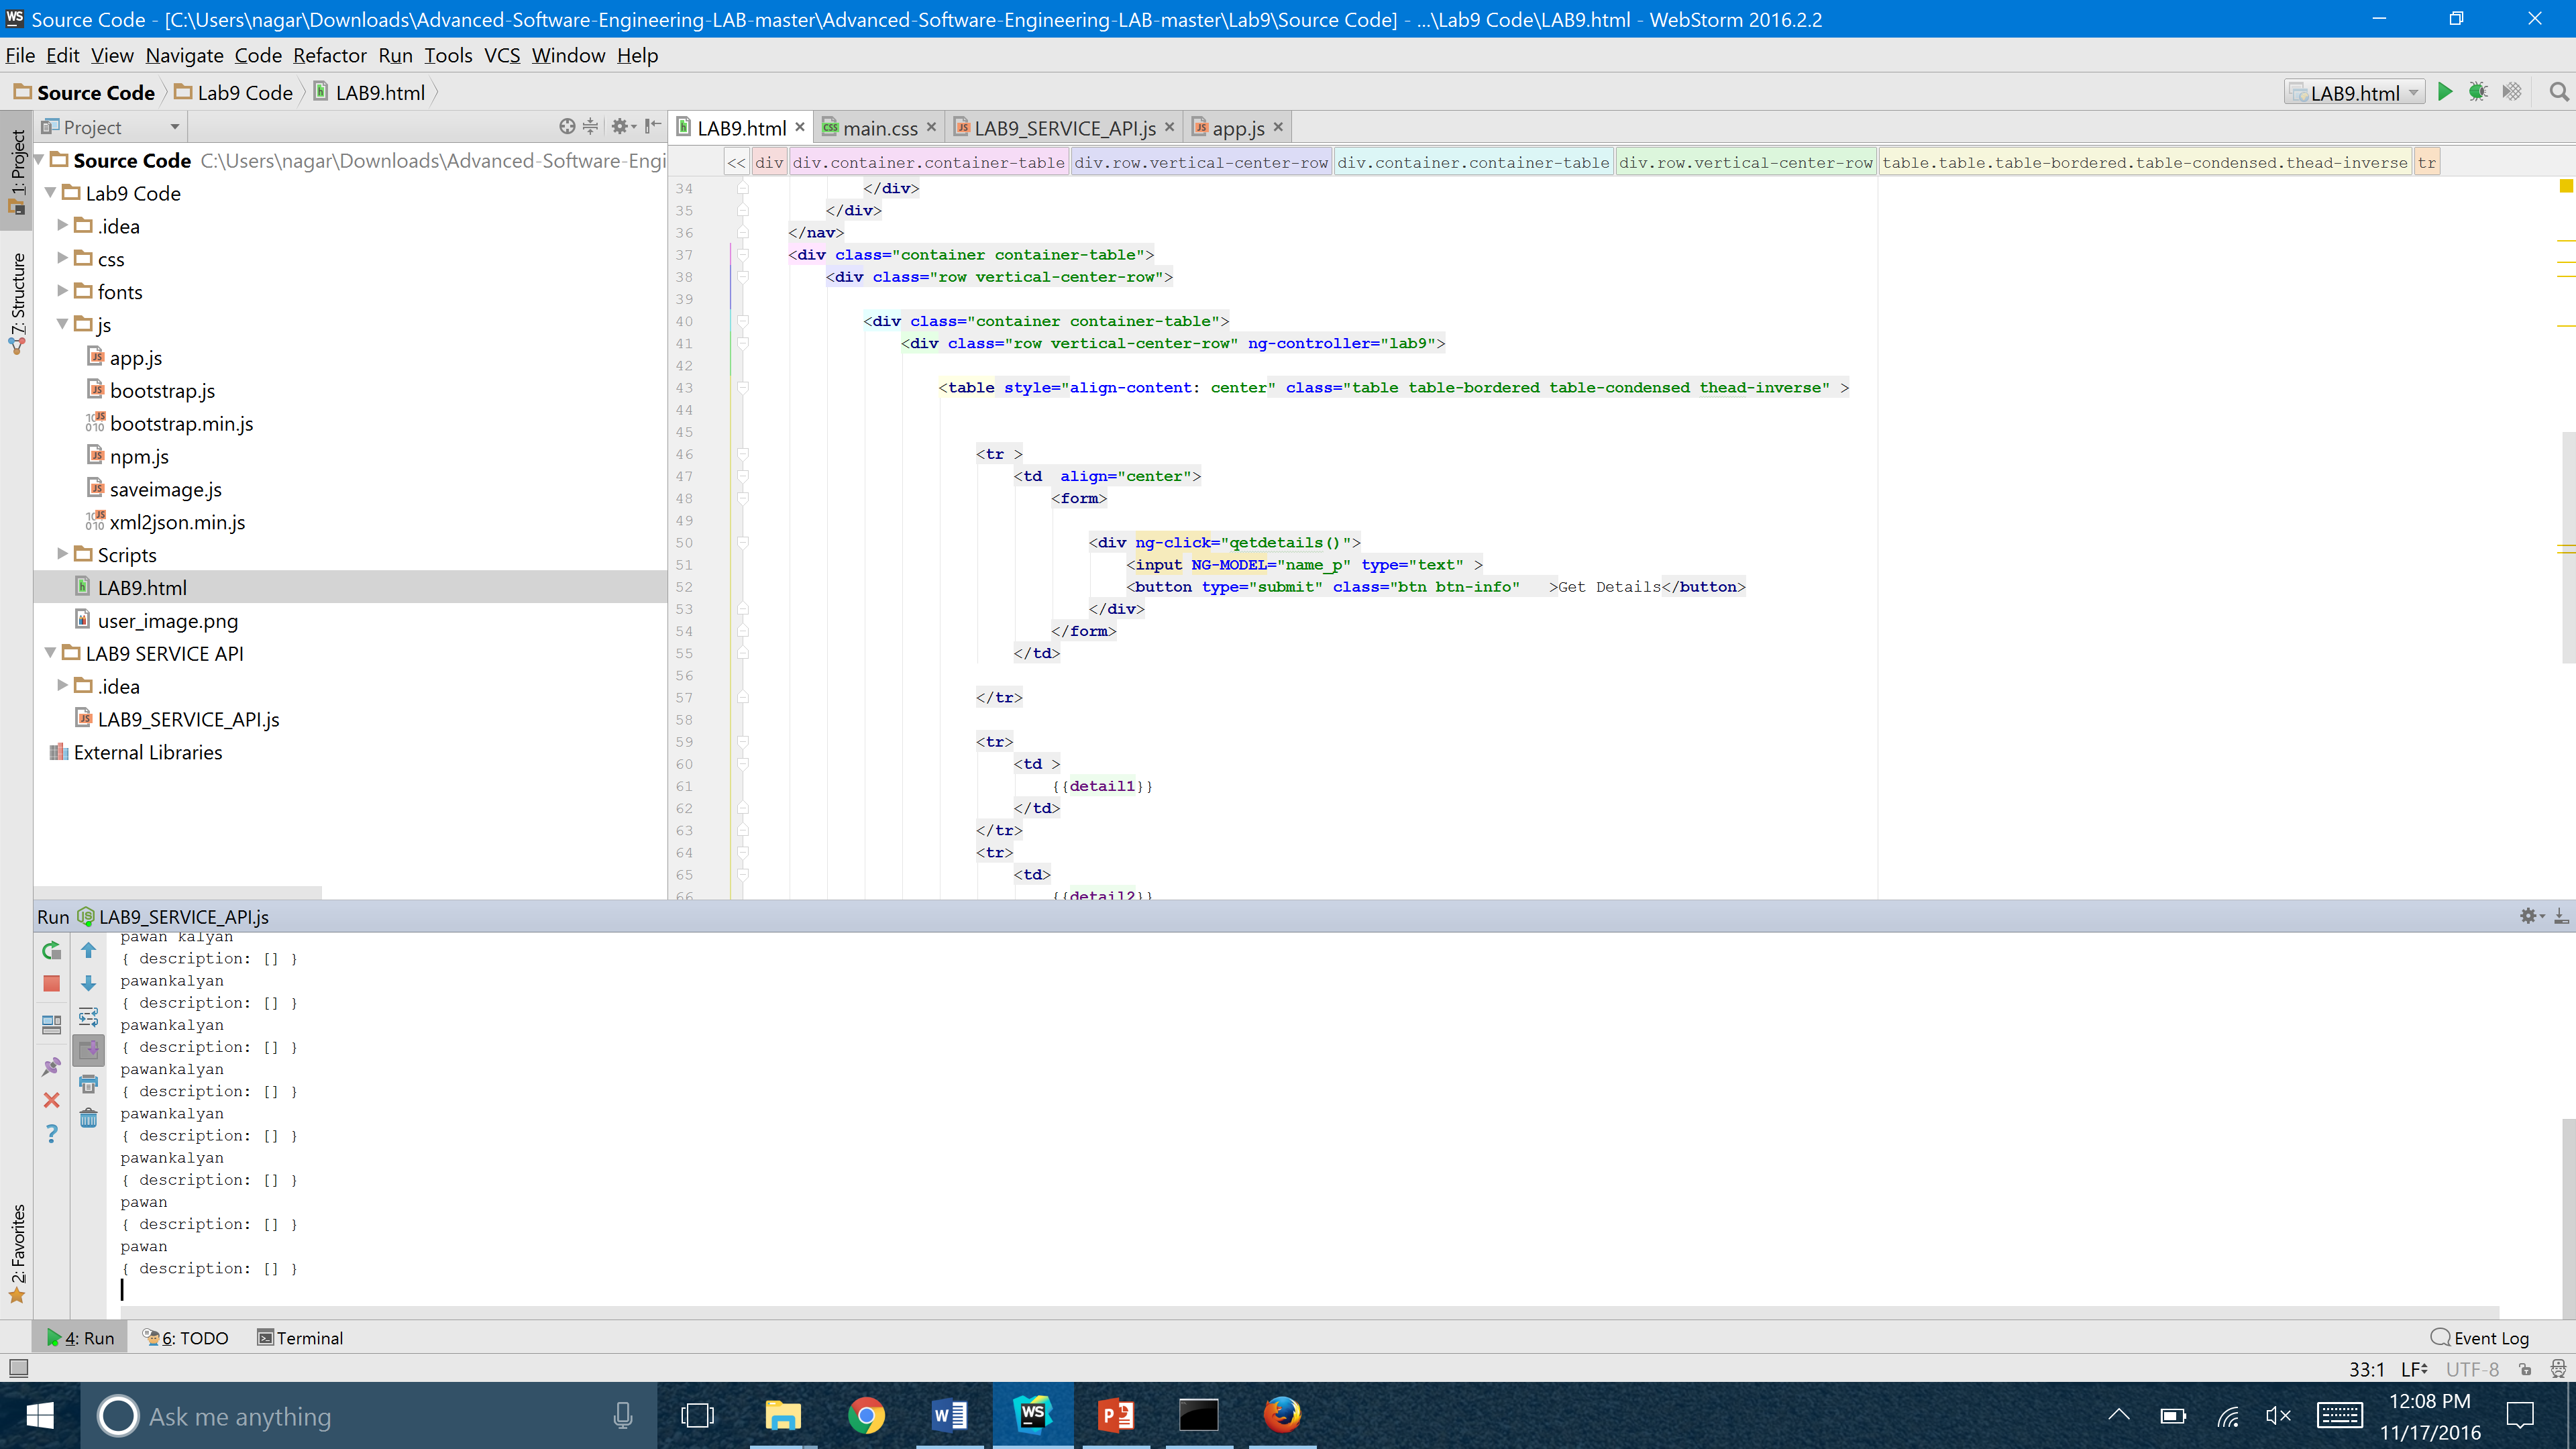 WS Source Code - [C:\Users\nagar\Downloads\Advanced-Software-Engineering-LAB-master\Advanced-Software-Engineering-LAB-master\Lab9\Source Code] - ...\Lab9 Code\LAB9.html - WebStorm 2016.2.2
File Edit View Navigate Code Refactor Run Tools VCS Window Help
Source Code Lab9 Code LAB9.html LAB9.html
Project
LAB9.html main.css LAB9_SERVICE_API.js app.js
1: Project
7: Structure
2: Favorites
Source Code C:\Users\nagar\Downloads\Advanced-Software-Engi
Lab9 Code
.idea
css
fonts
js
app.js
bootstrap.js
bootstrap.min.js
npm.js
saveimage.js
xml2json.min.js
Scripts
LAB9.html
user_image.png
LAB9 SERVICE API
.idea
LAB9_SERVICE_API.js
External Libraries
<< div div.container.container-table div.row.vertical-center-row div.container.container-table div.row.vertical-center-row table.table.table-bordered.table-condensed.thead-inverse tr
34 </div>
35 </div>
36 </nav>
37 <div class="container container-table">
38 <div class="row vertical-center-row">
39
40 <div class="container container-table">
41 <div class="row vertical-center-row" ng-controller="lab9">
42
43 <table style="align-content: center" class="table table-bordered table-condensed thead-inverse" >
44
45
46 <tr >
47 <td  align="center">
48 <form>
49
50 <div ng-click="qetdetails()">
51 <input NG-MODEL="name_p" type="text" >
52 <button type="submit" class="btn btn-info"   >Get Details</button>
53 </div>
54 </form>
55 </td>
56
57 </tr>
58
59 <tr>
60 <td >
61 {{detail1}}
62 </td>
63 </tr>
64 <tr>
65 <td>
66 {{detail2}}
Run LAB9_SERVICE_API.js
pawan kalyan
{ description: [] }
pawankalyan
{ description: [] }
pawankalyan
{ description: [] }
pawankalyan
{ description: [] }
pawankalyan
{ description: [] }
pawankalyan
{ description: [] }
pawan
{ description: [] }
pawan
{ description: [] }
4: Run 6: TODO Terminal Event Log
33:1 LF UTF-8
Ask me anything
12:08 PM
11/17/2016